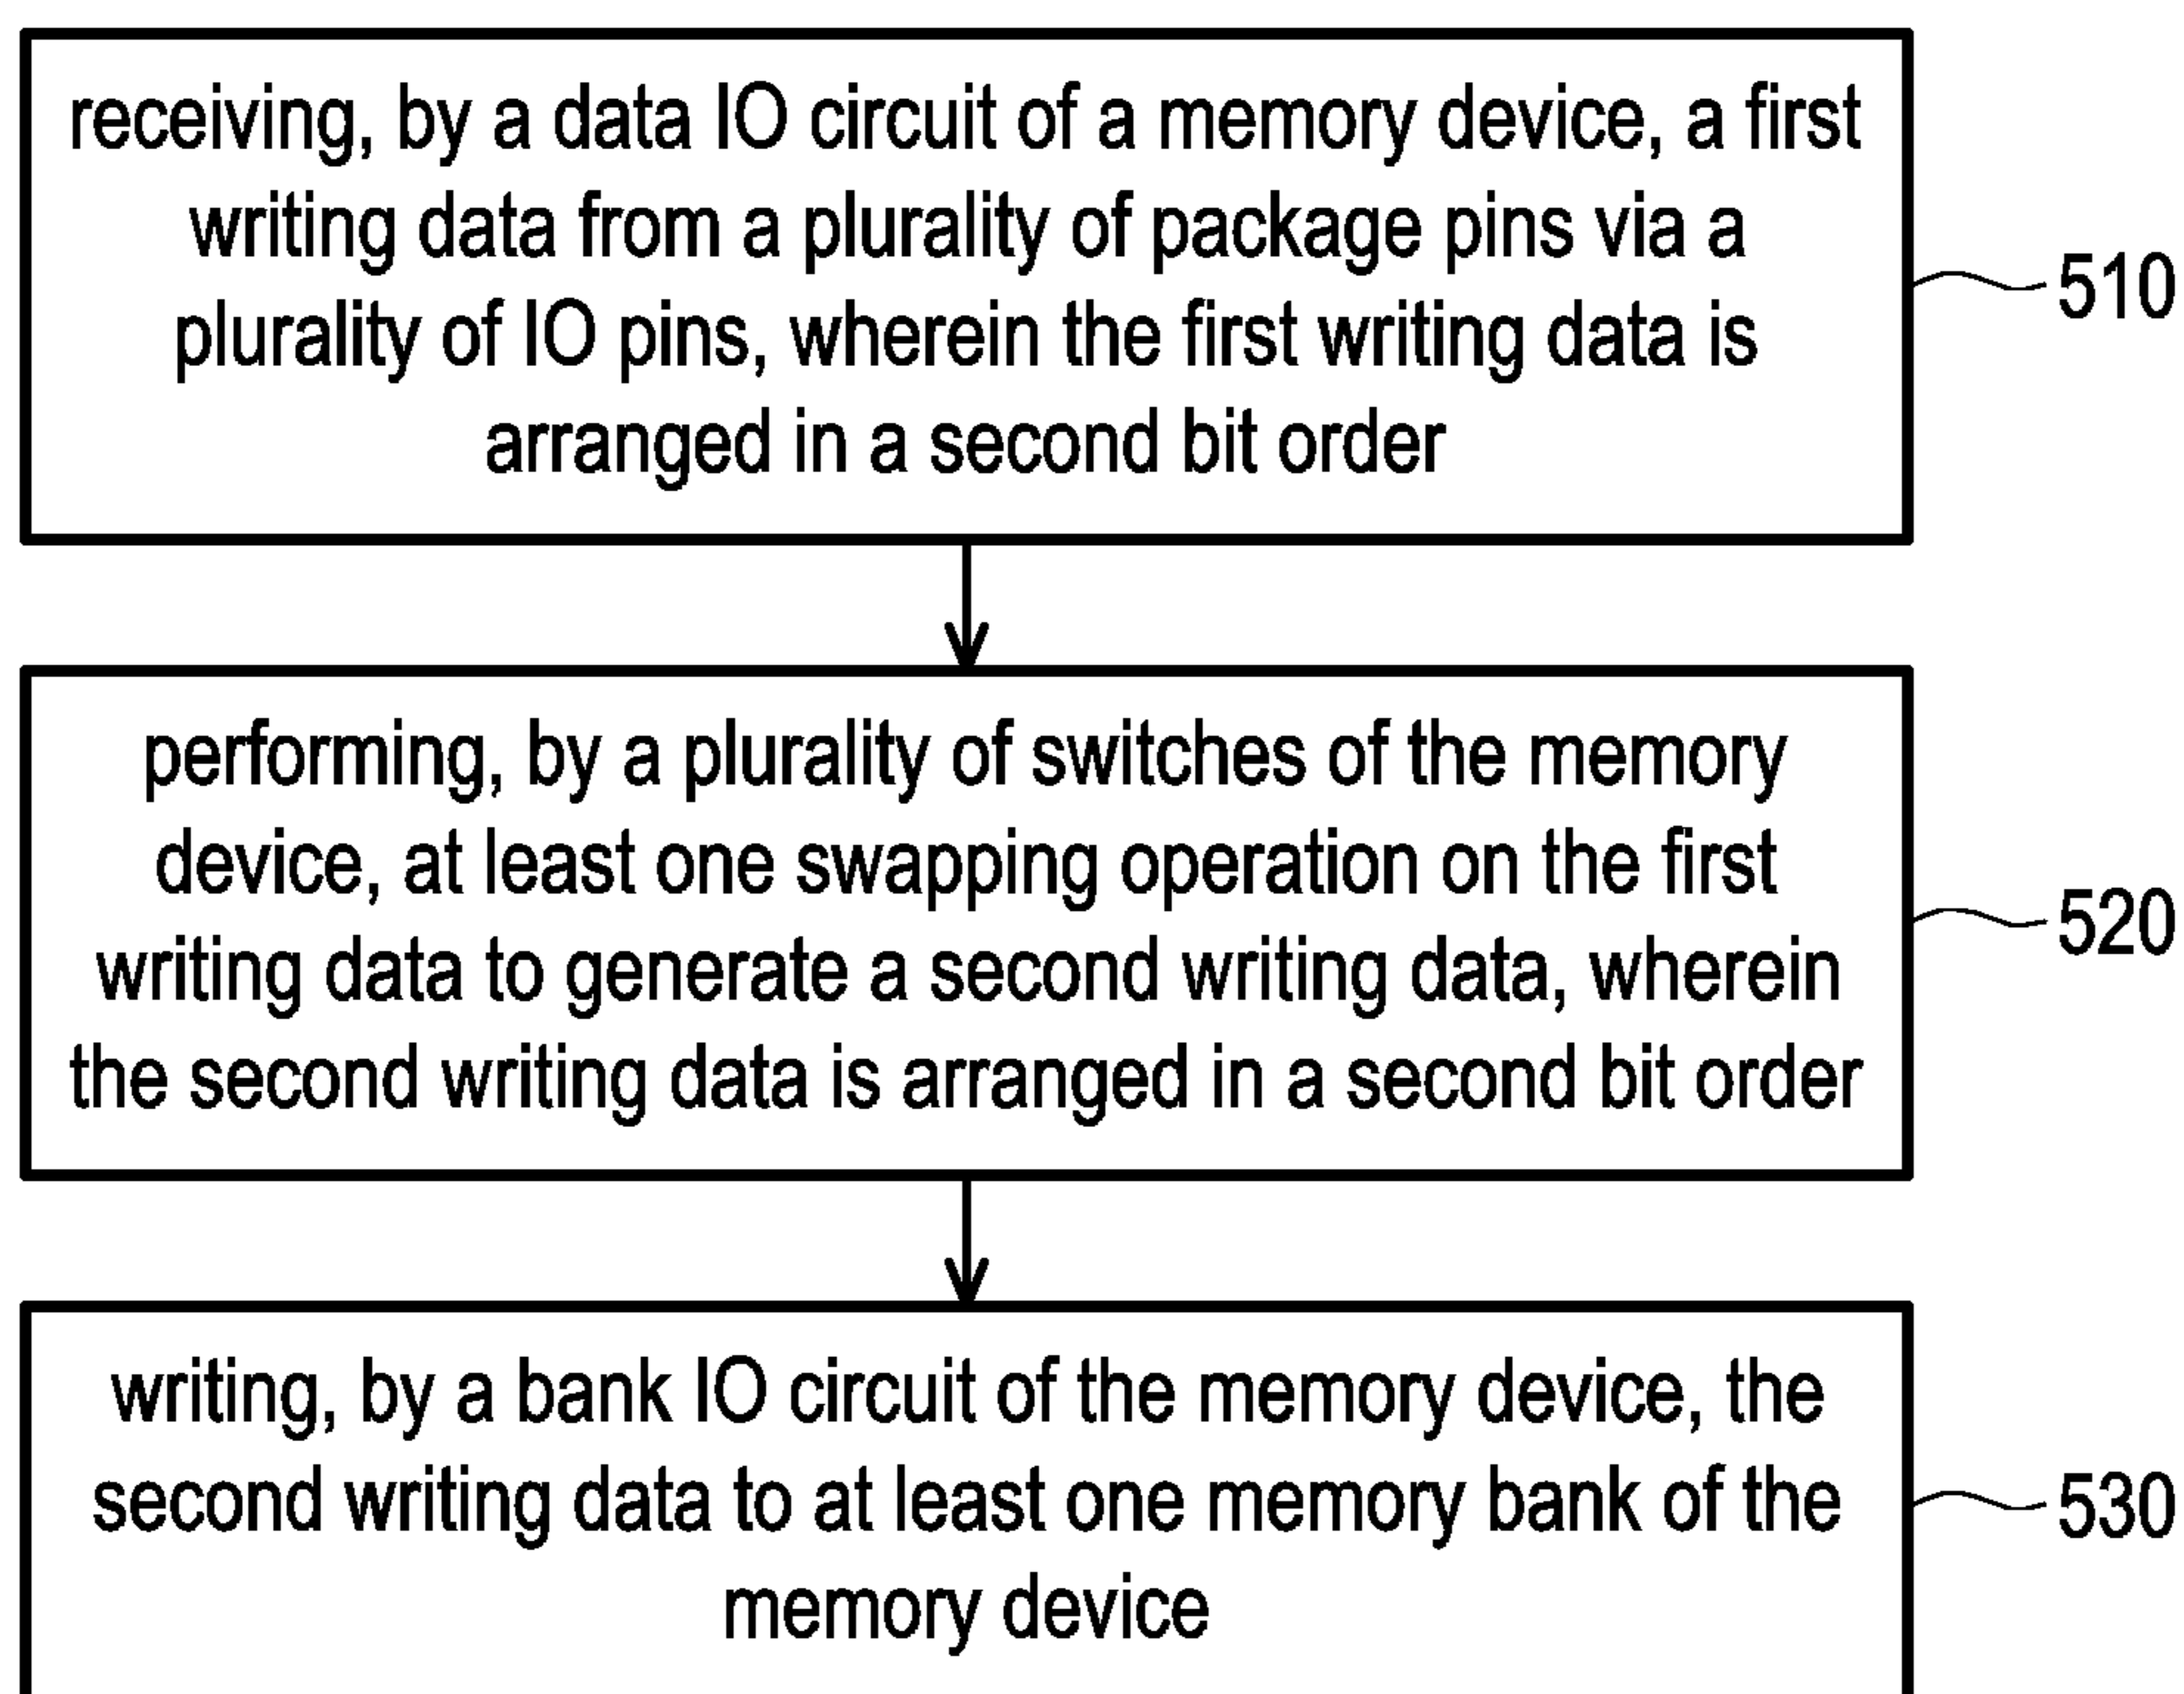 receiving, by a data IO circuit of a memory device, a first
writing data from a plurality of package pins via a
plurality of IO pins, wherein the first writing data is
arranged in a second bit order
510
performing, by a plurality of switches of the memory
device, at least one swapping operation on the first
writing data to generate a second writing data, wherein
the second writing data is arranged in a second bit order
520
writing, by a bank IO circuit of the memory device, the
second writing data to at least one memory bank of the
memory device
530